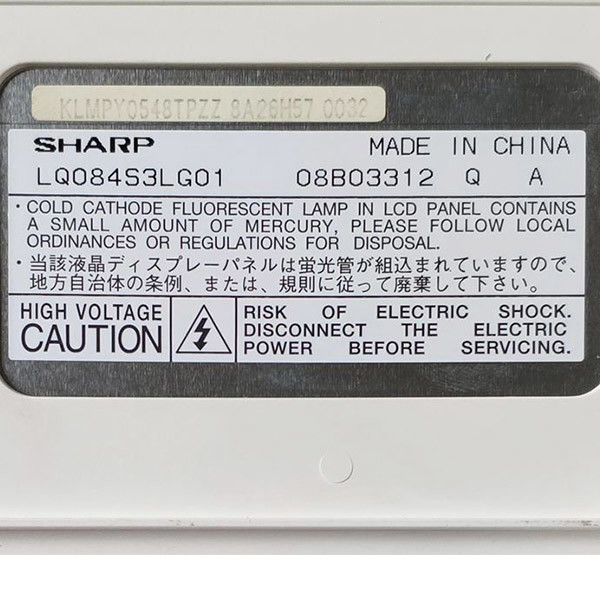 KLMPY0548TPZZ 8A26H57 0032
SHARP MADE IN CHINA
LQ084S3LG01 08B03312 Q A
・COLD CATHODE FLUORESCENT LAMP IN LCD PANEL CONTAINS
A SMALL AMOUNT OF MERCURY, PLEASE FOLLOW LOCAL
ORDINANCES OR REGULATIONS FOR DISPOSAL.
・当該液晶ディスプレーパネルは蛍光管が組込まれていますので、
地方自治体の条例、または、規則に従って廃棄して下さい。
HIGH VOLTAGE
CAUTION
RISK OF ELECTRIC SHOCK.
DISCONNECT THE ELECTRIC
POWER BEFORE SERVICING.